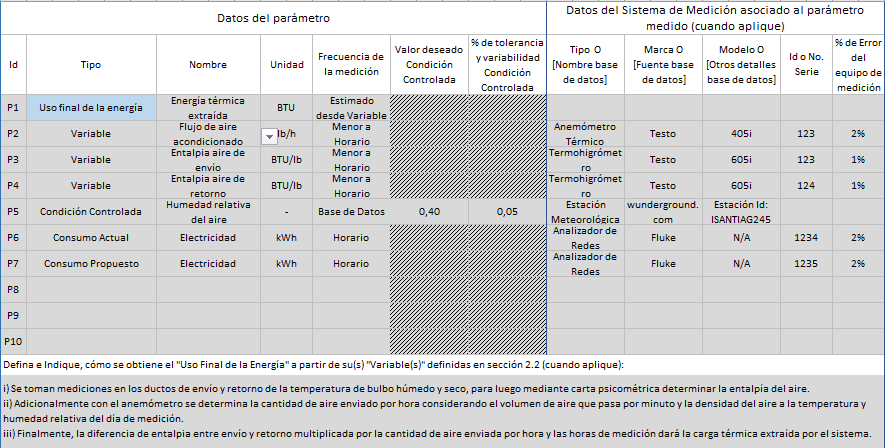 Datos del parámetro
Datos del Sistema de Medición asociado al parámetro
medido (cuando aplique)
Id
Tipo
Nombre
Unidad
Frecuencia de
la medición
Valor deseado
Condición
Controlada
% de tolerancia
y variabilidad
Condición
Controlada
Tipo O
[Nombre base
de datos]
Marca O
[Fuente base
de datos]
Modelo O
[Otros detalles
base de datos]
Id o No.
Serie
% de Error
del
equipo de
medición
P1
Uso final de la energía
Energía térmica
extraída
BTU
Estimado
desde Variable
P2
Variable
Flujo de aire
acondicionado
lb/h
Menor a
Horario
Anemómetro
Térmico
Testo
405i
123
2%
P3
Variable
Entalpia aire de
envío
BTU/lb
Menor a
Horario
Termohigrómet
ro
Testo
605i
123
1%
P4
Variable
Entalpia aire de
retorno
BTU/lb
Menor a
Horario
Termohigrómet
ro
Testo
605i
124
1%
P5
Condición Controlada
Humedad relativa
del aire
-
Base de Datos
0,40
0,05
Estación
Meteorológica
wunderground.
com
Estación Id:
ISANTIAG245
P6
Consumo Actual
Electricidad
kWh
Horario
Analizador de
Redes
Fluke
N/A
1234
2%
P7
Consumo Propuesto
Electricidad
kWh
Horario
Analizador de
Redes
Fluke
N/A
1235
2%
P8
P9
P10
Defina e Indique, cómo se obtiene el "Uso Final de la Energía" a partir de su(s) "Variable(s)" definidas en sección 2.2 (cuando aplique):
i) Se toman mediciones en los ductos de envío y retorno de la temperatura de bulbo húmedo y seco, para luego mediante carta psicométrica determinar la entalpía del aire.
ii) Adicionalmente con el anemómetro se determina la cantidad de aire enviado por hora considerando el volumen de aire que pasa por minuto y la densidad del aire a la temperatura y
humedad relativa del día de medición.
iii) Finalmente, la diferencia de entalpia entre envío y retorno multiplicada por la cantidad de aire enviada por hora y las horas de medición dará la carga térmica extraída por el sistema.